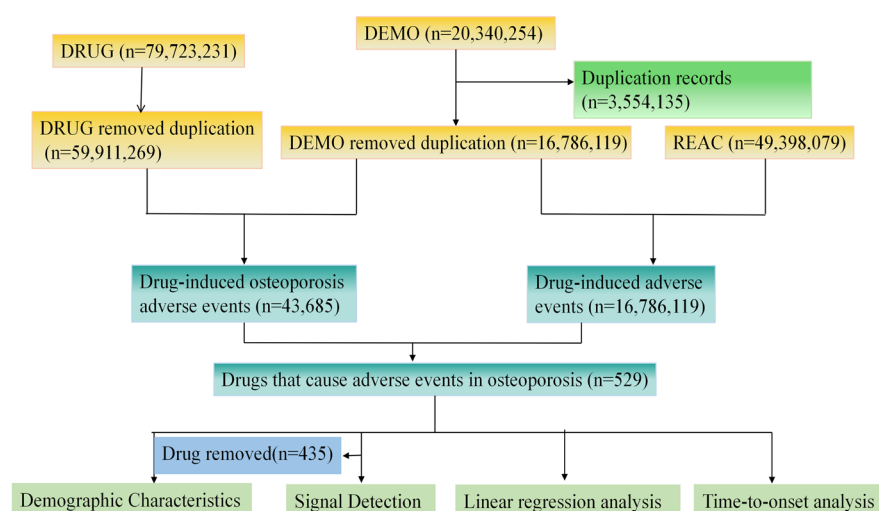 DEMO (n=20,340,254)
DRUG (n=79,723,231)
Duplication records
(n=3,554,135)
DRUG removed duplication
(n=59,911,269)
DEMO removed duplication (n=16,786,119)
REAC (n=49,398,079)
Drug-induced osteoporosis
adverse events (n=43,685)
Drug-induced adverse
events (n=16,786,119)
Drugs that cause adverse events in osteoporosis (n=529)
Drug removed(n=435)
Demographic Characteristics
Signal Detection
Linear regression analysis
Time-to-onset analysis